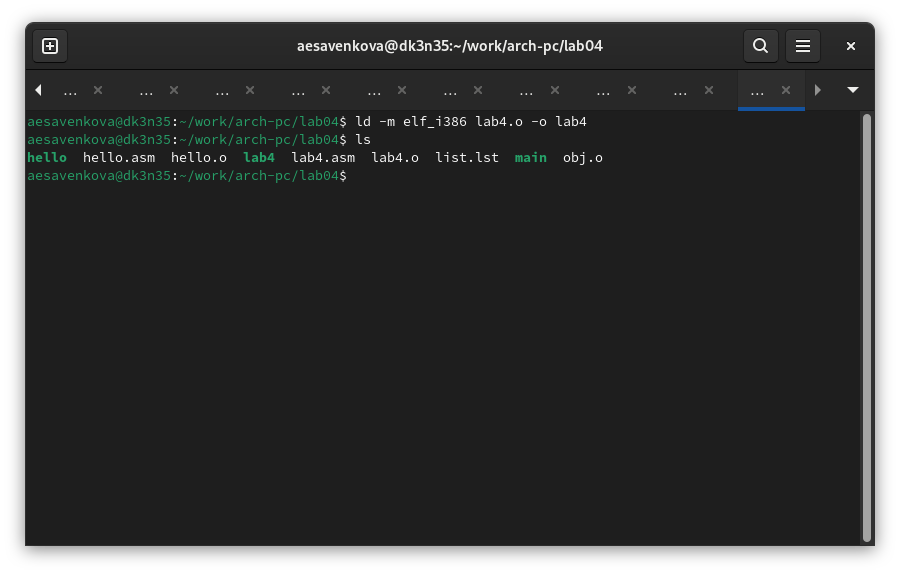 aesavenkova@dk3n35:~/work/arch-pc/lab04
... ... ... ... ... ... ... ... ... ...
aesavenkova@dk3n35:~/work/arch-pc/lab04$ ld -m elf_i386 lab4.o -o lab4
aesavenkova@dk3n35:~/work/arch-pc/lab04$ ls
hello  hello.asm  hello.o  lab4  lab4.asm  lab4.o  list.lst  main  obj.o
aesavenkova@dk3n35:~/work/arch-pc/lab04$